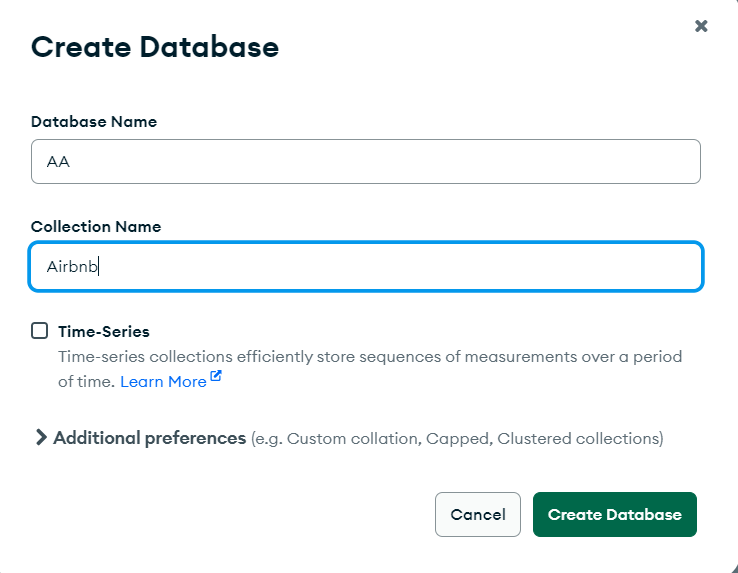 Create Database
Database Name
AA
Collection Name
Airbnb
Time-Series
Time-series collections efficiently store sequences of measurements over a period
of time. Learn More
Additional preferences (e.g. Custom collation, Capped, Clustered collections)
Cancel
Create Database